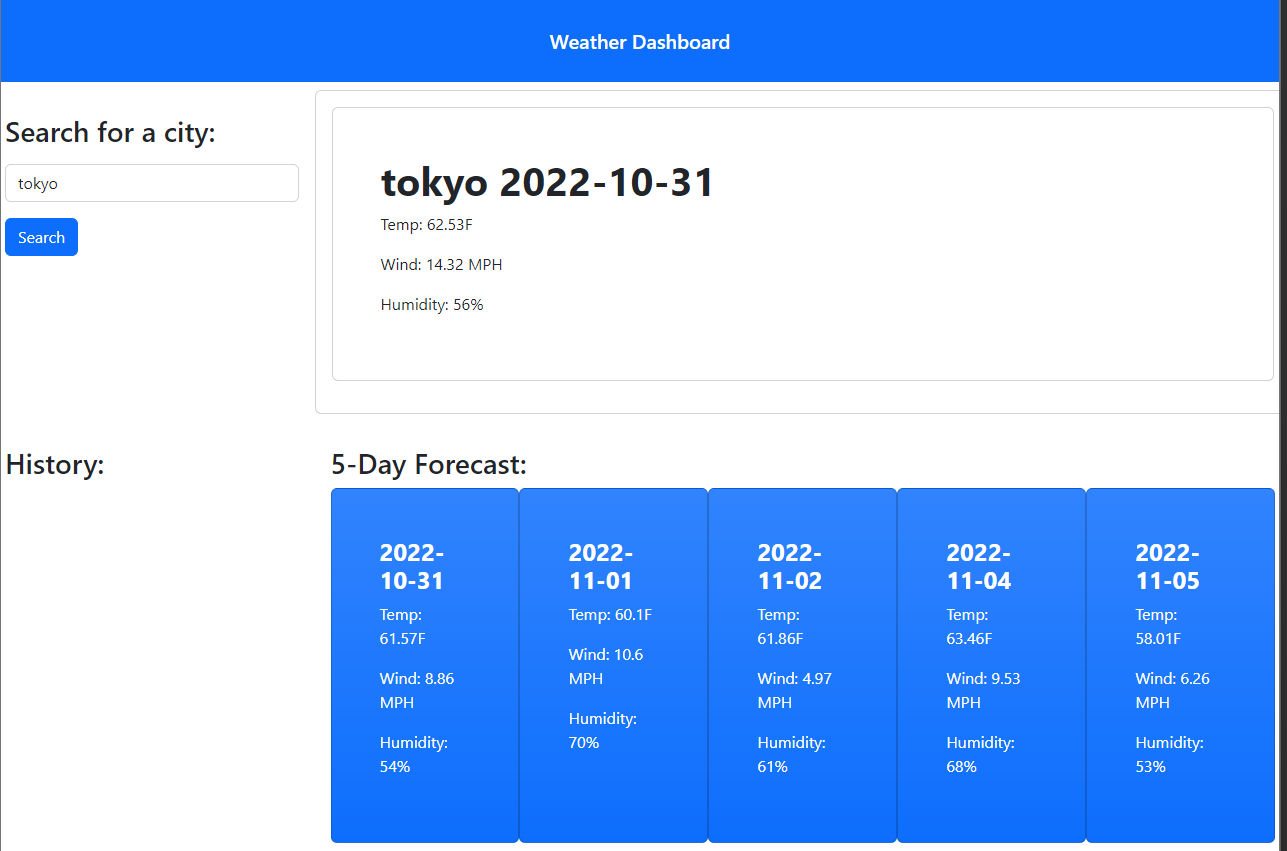 Weather Dashboard
Search for a city:
tokyo
Search
tokyo 2022-10-31
Temp: 62.53F
Wind: 14.32 MPH
Humidity: 56%
History:
5-Day Forecast:
2022-
10-31
Temp:
61.57F
Wind: 8.86
MPH
Humidity:
54%
2022-
11-01
Temp: 60.1F
Wind: 10.6
MPH
Humidity:
70%
2022-
11-02
Temp:
61.86F
Wind: 4.97
MPH
Humidity:
61%
2022-
11-04
Temp:
63.46F
Wind: 9.53
MPH
Humidity:
68%
2022-
11-05
Temp:
58.01F
Wind: 6.26
MPH
Humidity:
53%